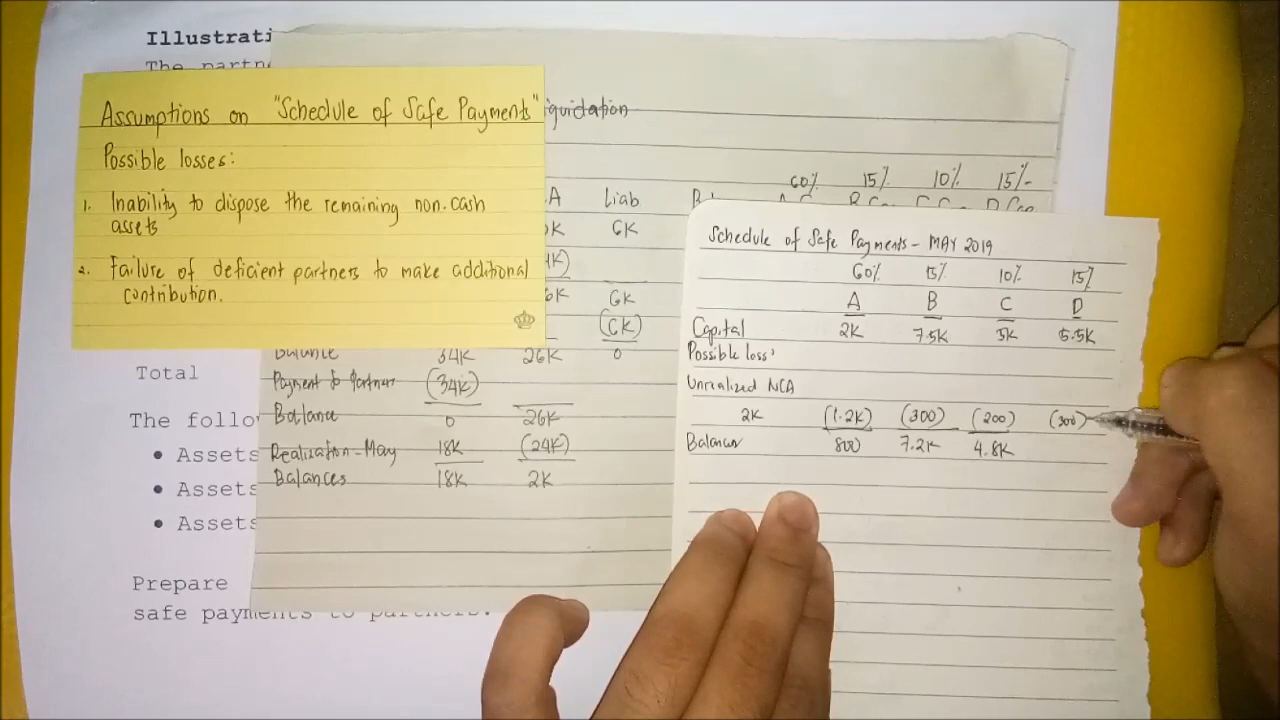 Illustrati
The partn
Assumptions on "Schedule of Safe Payments"
Possible losses:
1. Inability to dispose the remaining non-cash
assets
2. Failure of deficient partners to make additional
contribution.
iquidation
60% 15% 10% 15%
.A Liab
K 6K
K)
6K 6K
(6K)
Balance 34K 26K 0
Payment to Partner (34K)
Balance 0 26K
Realization-May 18K (24K)
Balances 18K 2K
Schedule of Safe Payments - MAY 2019
60% 15% 10% 15%
A B C D
Capital 2K 7.5K 5K 5.5K
Possible loss:
Unrealized NCA
2K (1.2K) (300) (200) (300)
Balances 800 7.2K 4.8K
Total
The follo
• Assets
• Assets
• Assets
Prepare
safe payments to partners.